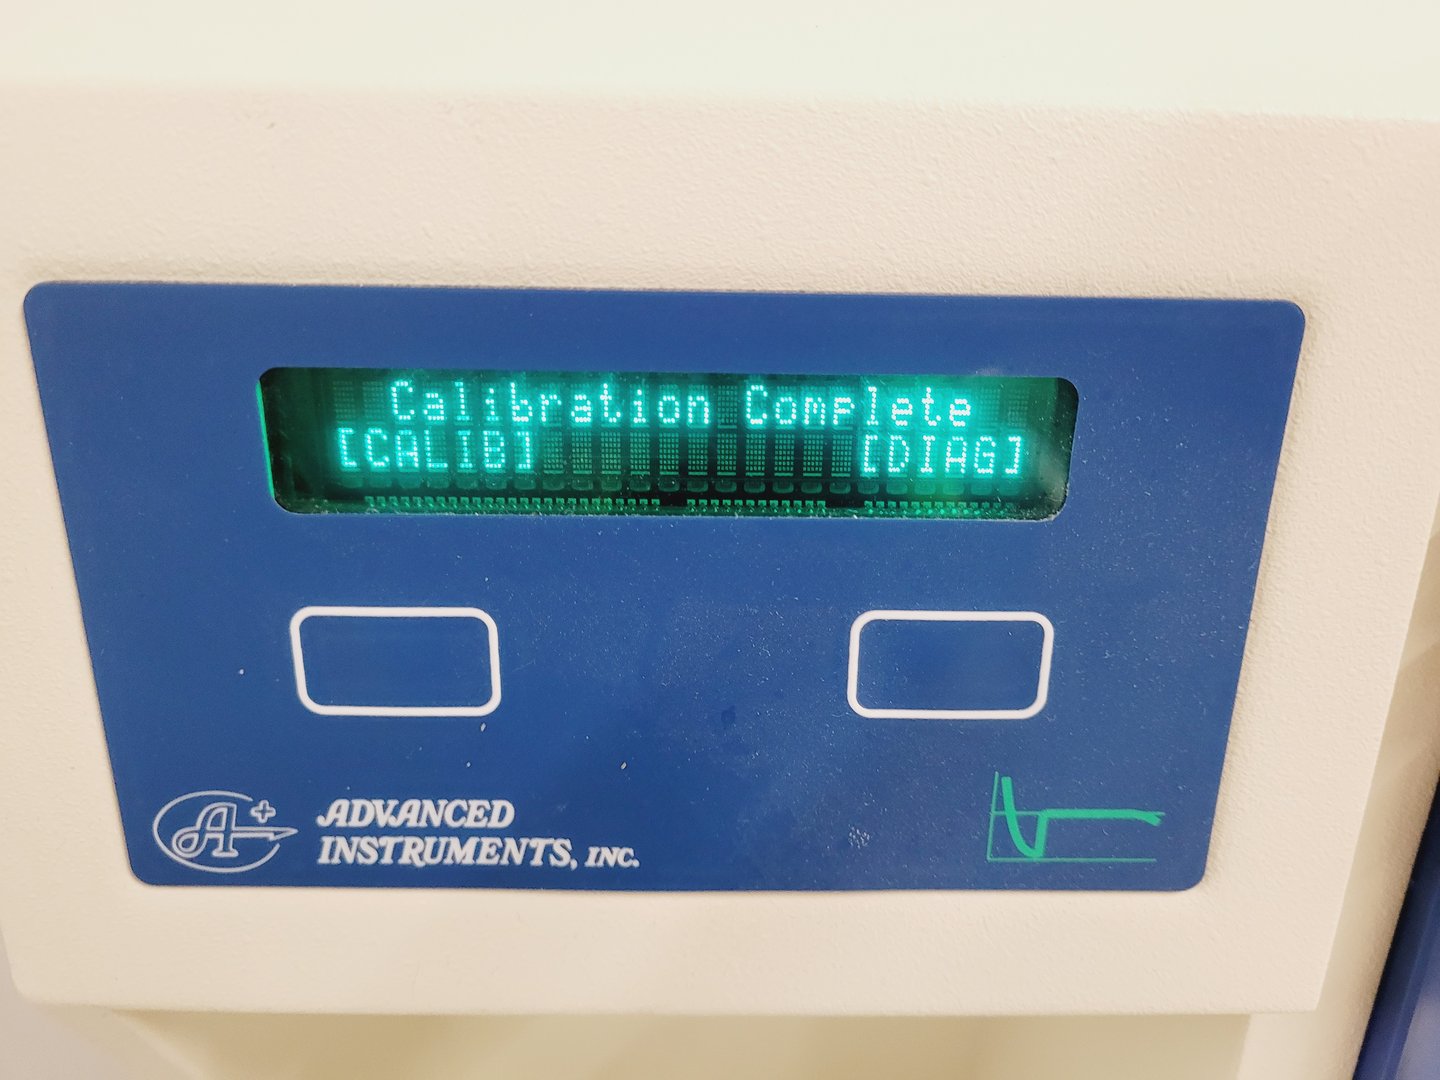 Calibration Complete
[CALIB] [DIAG]
A+ ADVANCED
INSTRUMENTS, INC.